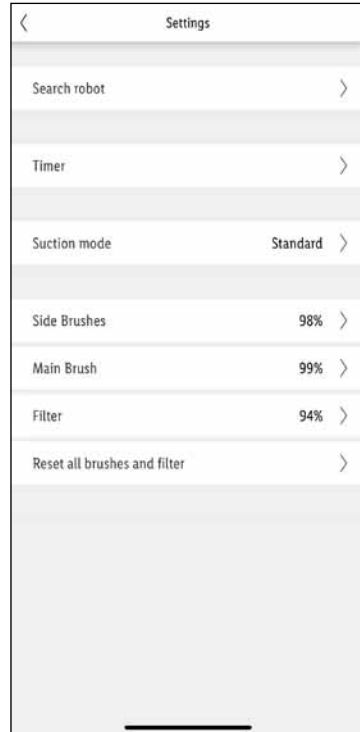 Settings
Search robot
Timer
Suction mode Standard
Side Brushes 98%
Main Brush 99%
Filter 94%
Reset all brushes and filter